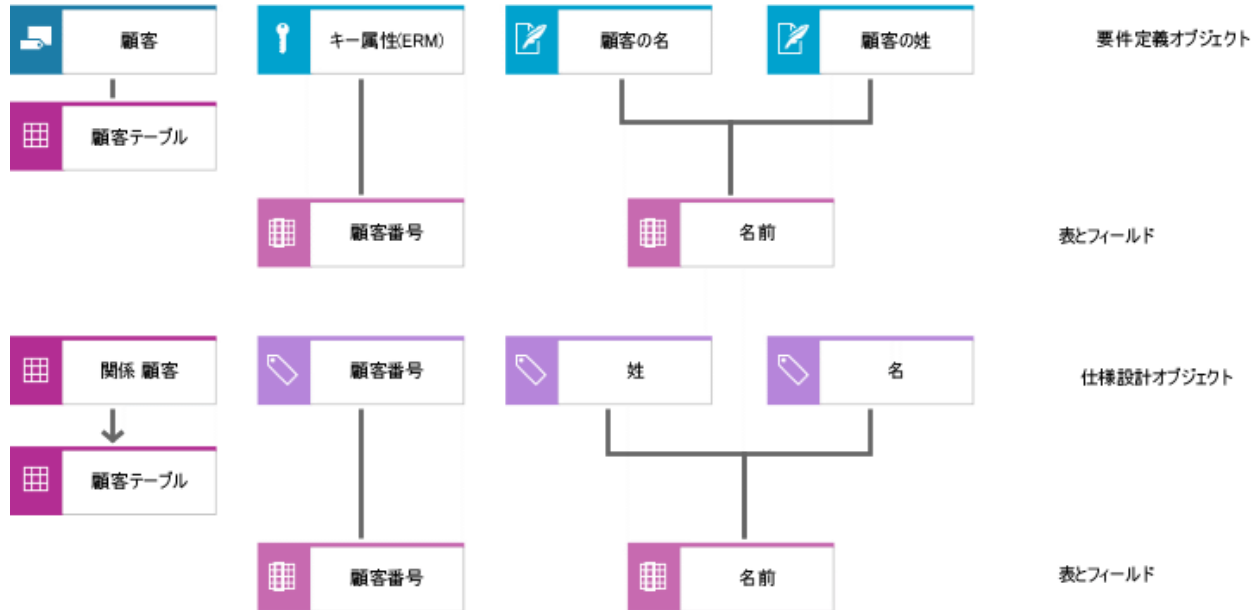 顧客
キー属性(ERM)
顧客の名
顧客の姓
要件定義オブジェクト
顧客テーブル
顧客番号
名前
表とフィールド
関係 顧客
顧客番号
姓
名
仕様設計オブジェクト
顧客テーブル
顧客番号
名前
表とフィールド